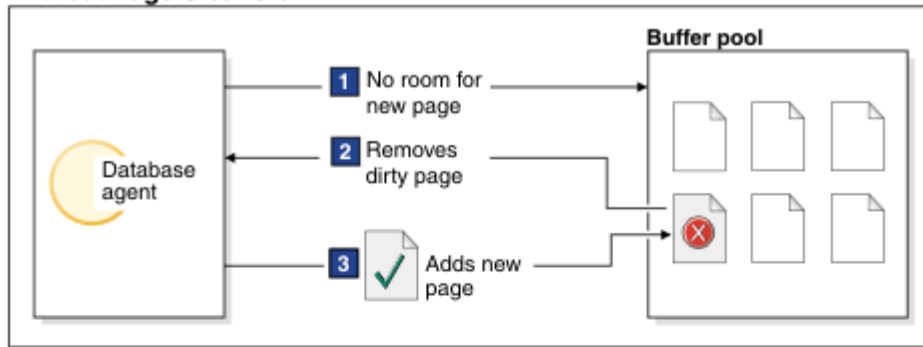 Buffer pool
1 No room for
new page
2 Removes
dirty page
Database
agent
3 Adds new
page